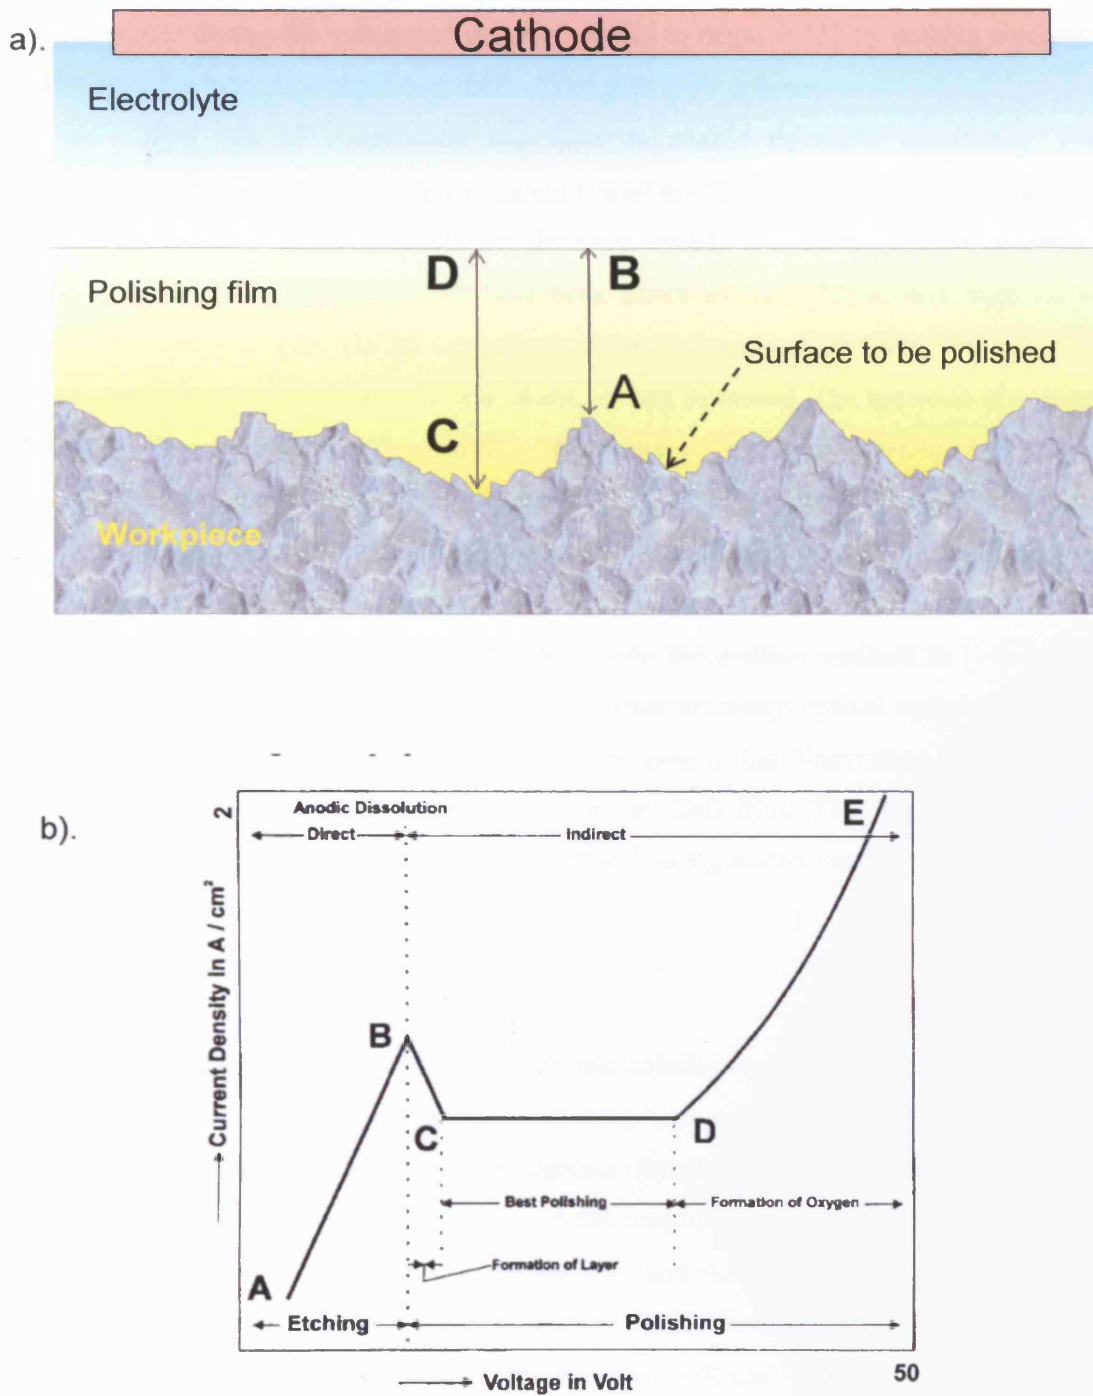 a).
Cathode
Electrolyte
D
B
Polishing film
Surface to be polished
A
C
Workpiece
b).
2
Anodic Dissolution
Direct
Indirect
E
Current Density in A / cm²
B
C
D
Best Polishing
Formation of Oxygen
Formation of Layer
A
Etching
Polishing
Voltage in Volt
50